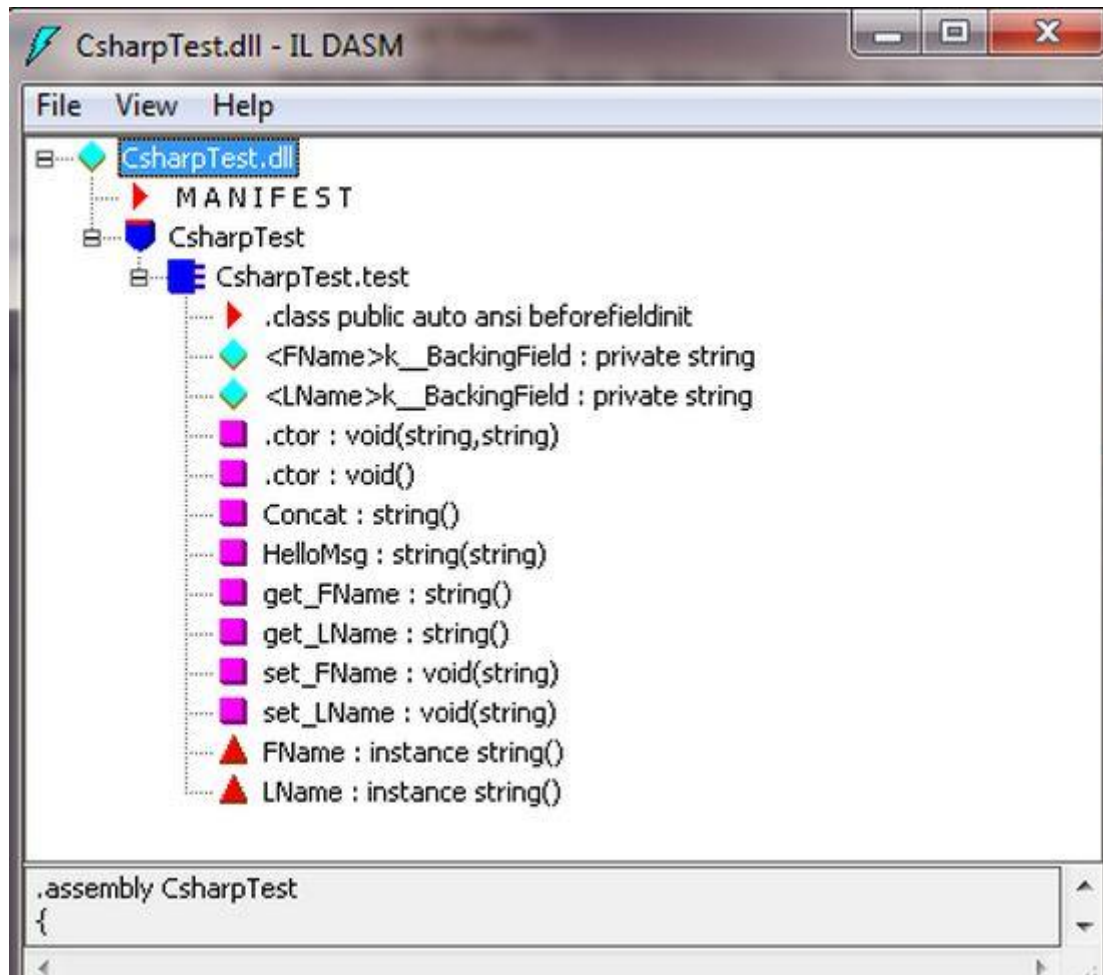 CsharpTest.dll - IL DASM
File View Help
CsharpTest.dll
M A N I F E S T
CsharpTest
CsharpTest.test
.class public auto ansi beforefieldinit
<FName>k__BackingField : private string
<LName>k__BackingField : private string
.ctor : void(string,string)
.ctor : void()
Concat : string()
HelloMsg : string(string)
get_FName : string()
get_LName : string()
set_FName : void(string)
set_LName : void(string)
FName : instance string()
LName : instance string()
.assembly CsharpTest
{